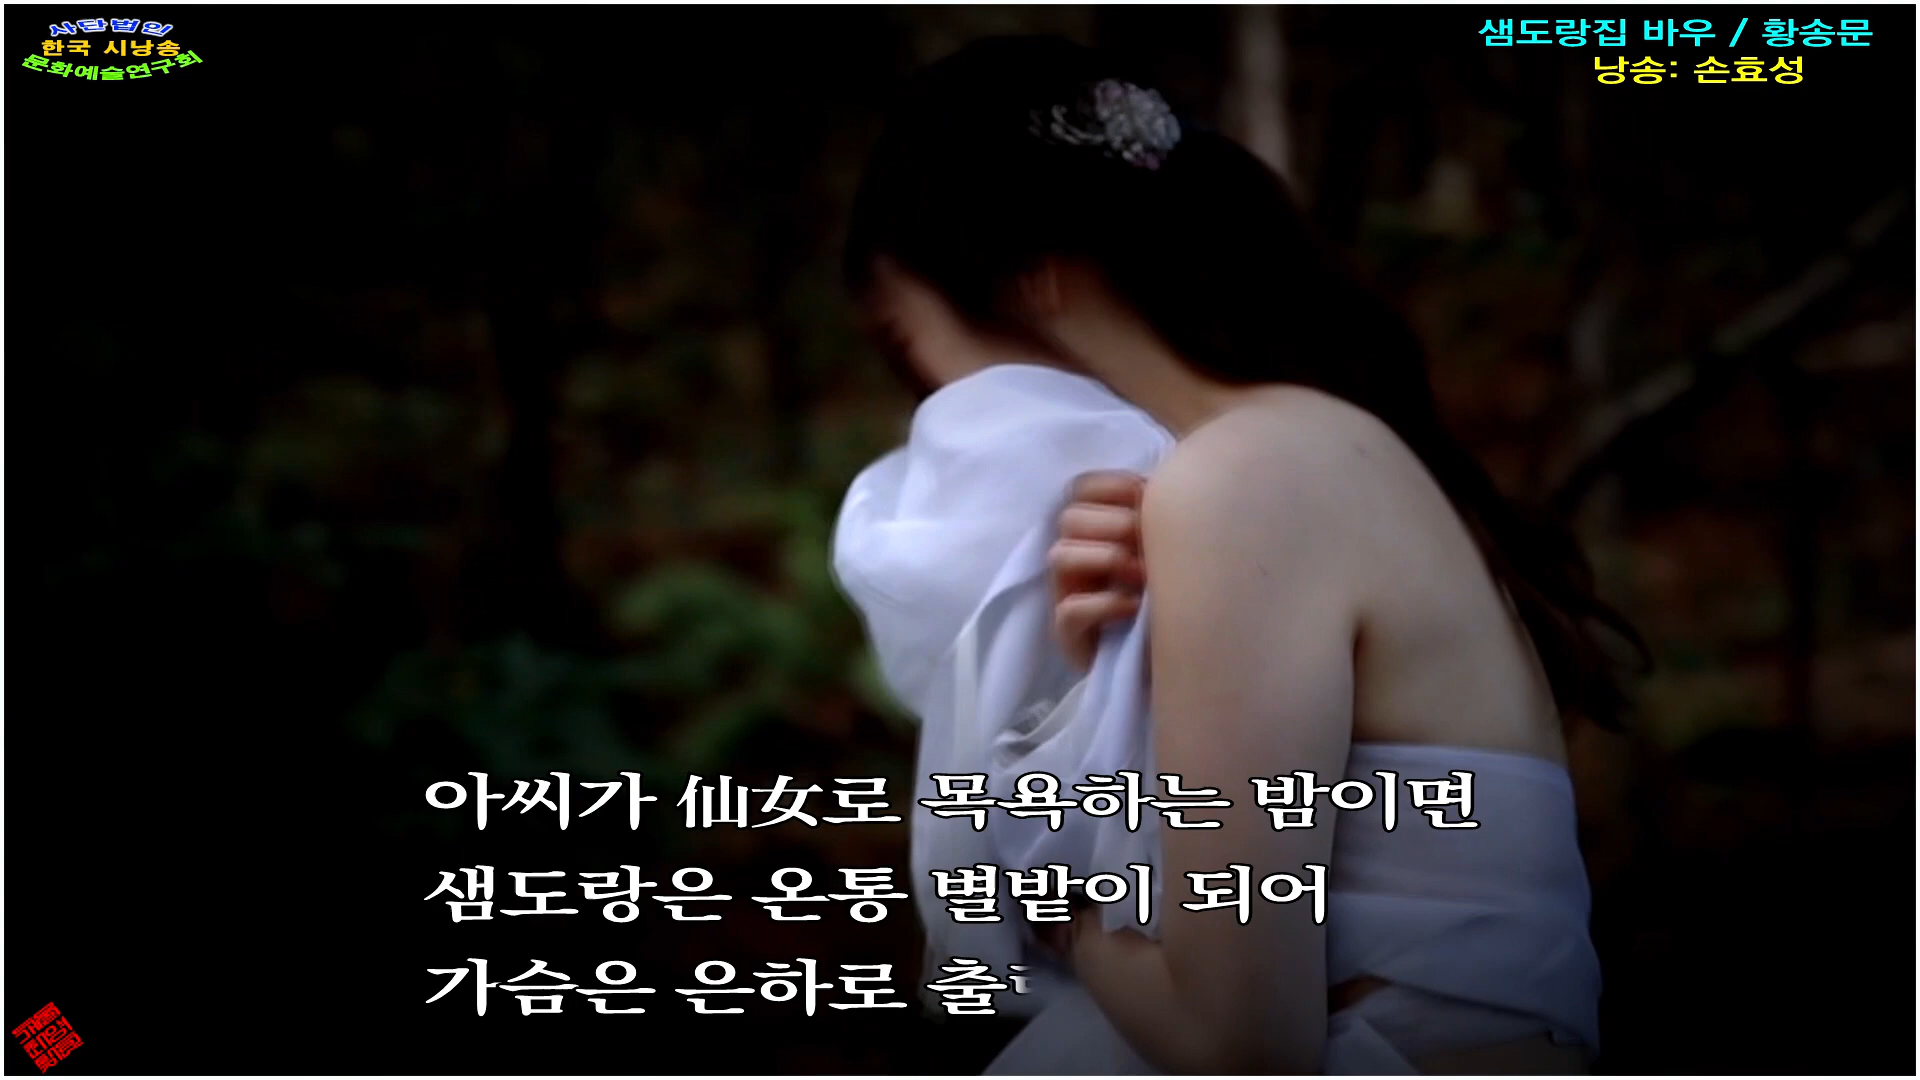 사단법인
한국 시낭송
문화예술연구회
샘도랑집 바우 / 황송문
낭송: 손효성
아씨가 仙女로 목욕하는 밤이면
샘도랑은 온통 별밭이 되어
가슴은 은하로 출